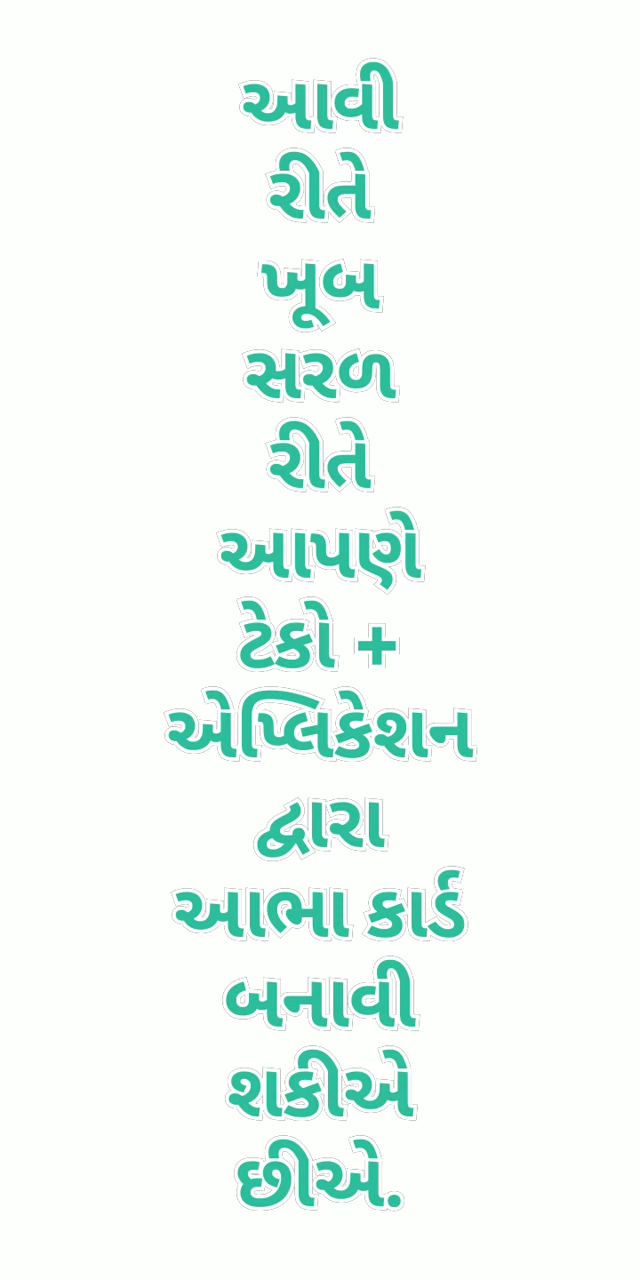 આવી
રીતે
ખૂબ
સરળ
રીતે
આપણે
ટેકો +
એપ્લિકેશન
દ્વારા
આભા કાર્ડ
બનાવી
શકીએ
છીએ.